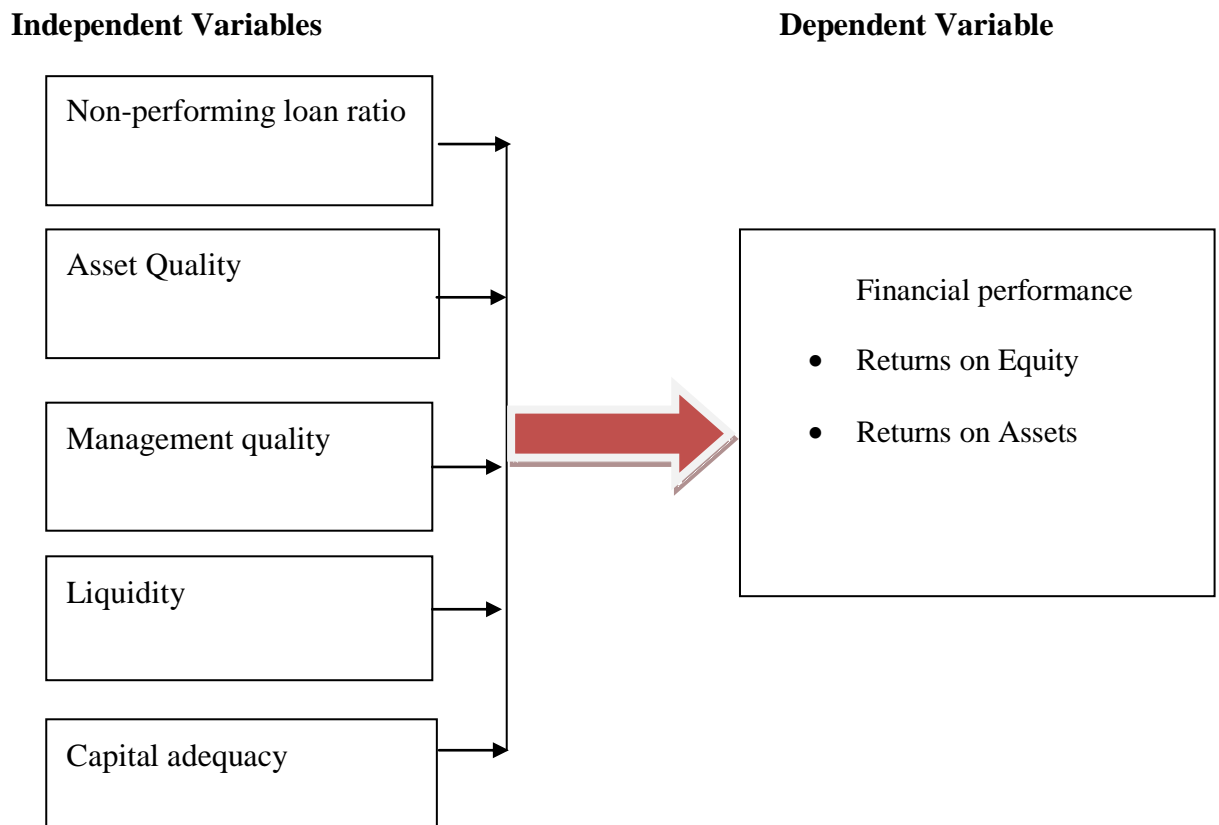 Independent Variables
Dependent Variable
Non-performing loan ratio
Asset Quality
Management quality
Liquidity
Capital adequacy
Financial performance
• Returns on Equity
• Returns on Assets